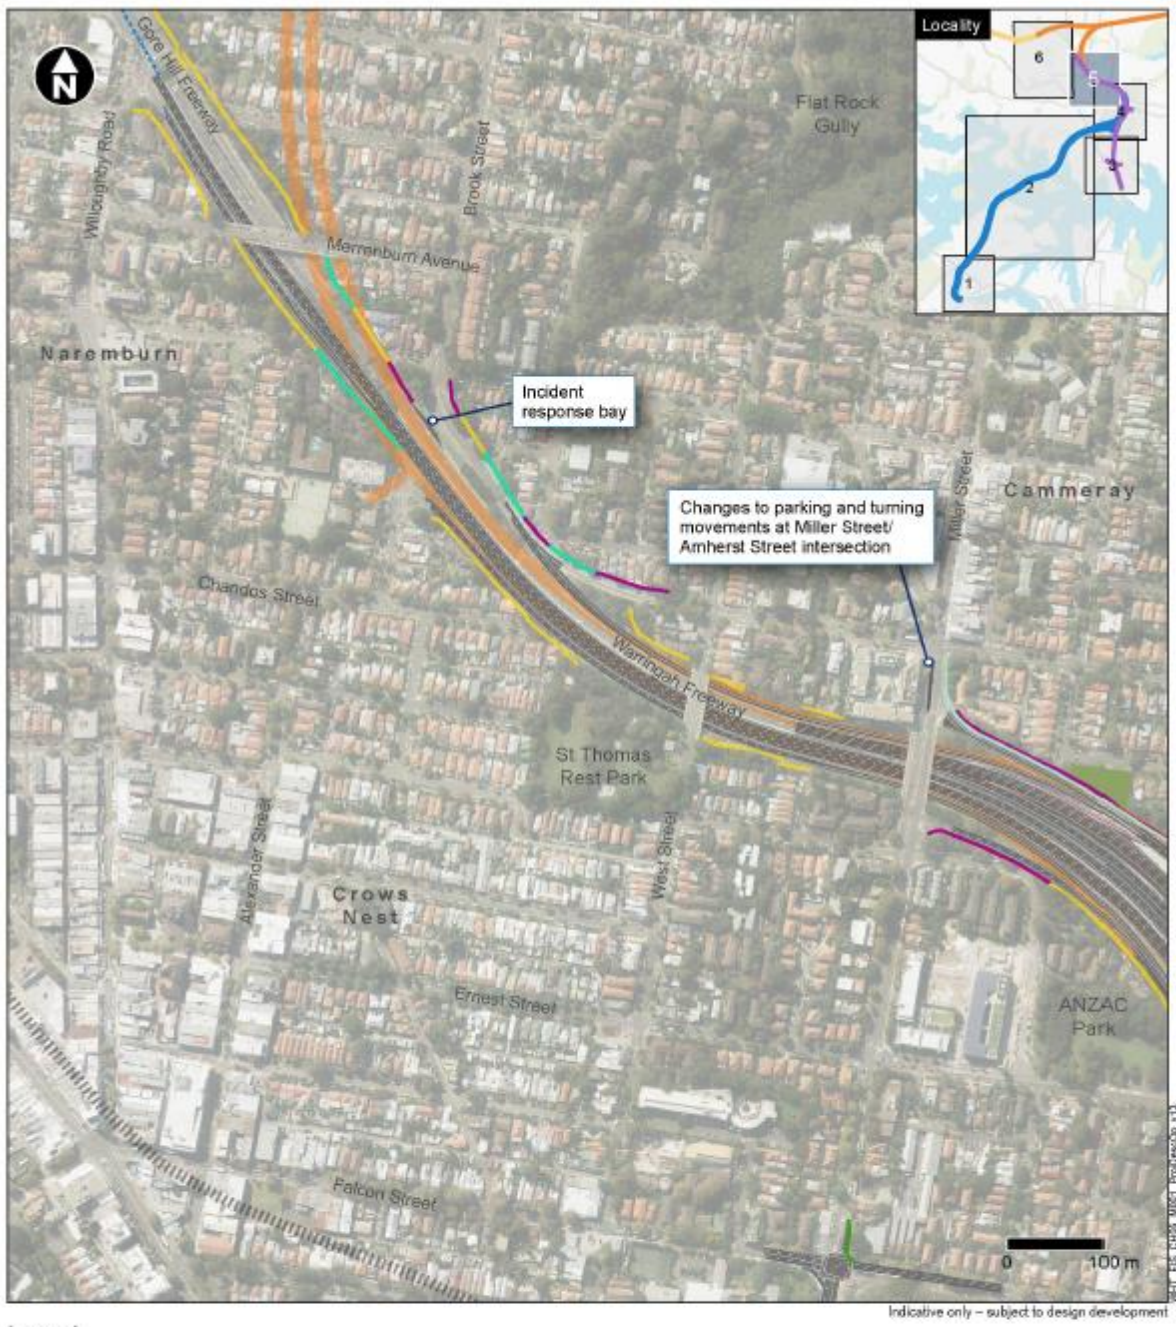 Locality
6
5
4
3
2
1
N
Gore Hill Freeway
Willoughby Road
Brook Street
Flat Rock
Gully
Merrenburn Avenue
Naremburn
Incident
response bay
Miller Street
Cammeray
Changes to parking and turning
movements at Miller Street/
Amherst Street intersection
Chandos Street
Warringah Freeway
St Thomas
Rest Park
West Street
Alexander Street
Crows
Nest
Ernest Street
ANZAC
Park
Falcon Street
0 100 m
Indicative only – subject to design development